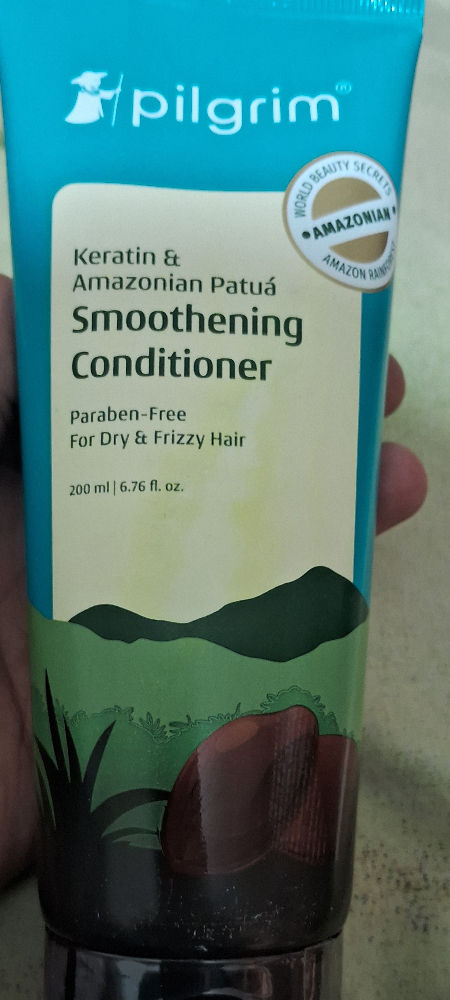 pilgrim®
WORLD BEAUTY SECRETS
• AMAZONIAN •
AMAZON
Keratin &
Amazonian Patuá
Smoothening
Conditioner
Paraben-Free
For Dry & Frizzy Hair
200 ml | 6.76 fl. oz.